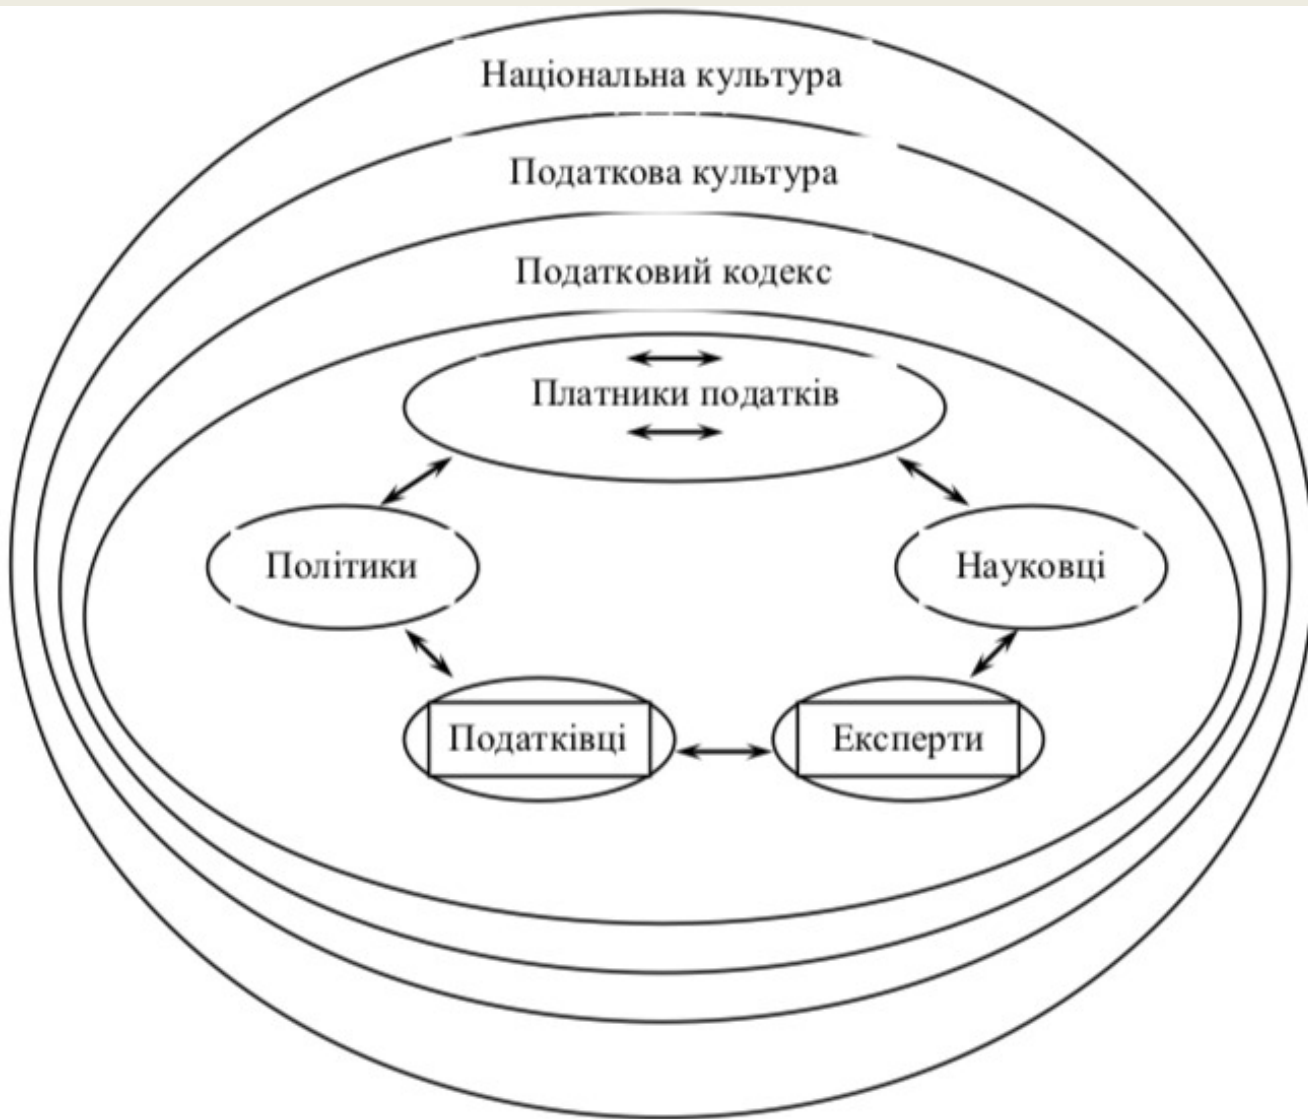 Національна культура
Податкова культура
Податковий кодекс
Платники податків
Політики
Науковці
Податківці
Експерти